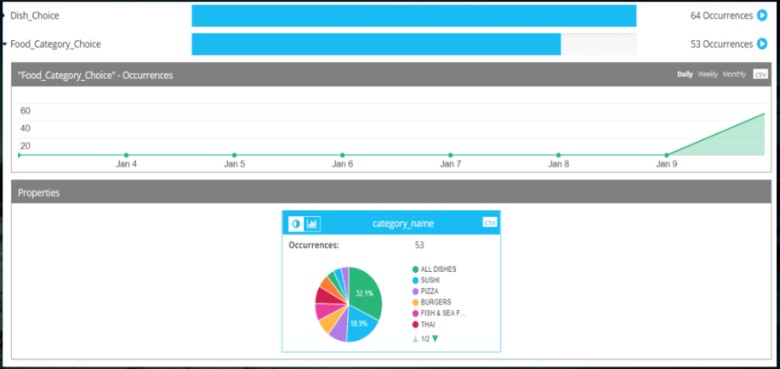 Dish_Choice 64 Occurrences
Food_Category_Choice 53 Occurrences
"Food_Category_Choice" - Occurrences Daily Weekly Monthly CSV
60
40
20
Jan 4 Jan 5 Jan 6 Jan 7 Jan 8 Jan 9
Properties
category_name CSV
Occurrences: 53
ALL DISHES
SUSHI
PIZZA
BURGERS
FISH & SEA F...
THAI
32.1%
18.9%
1/2